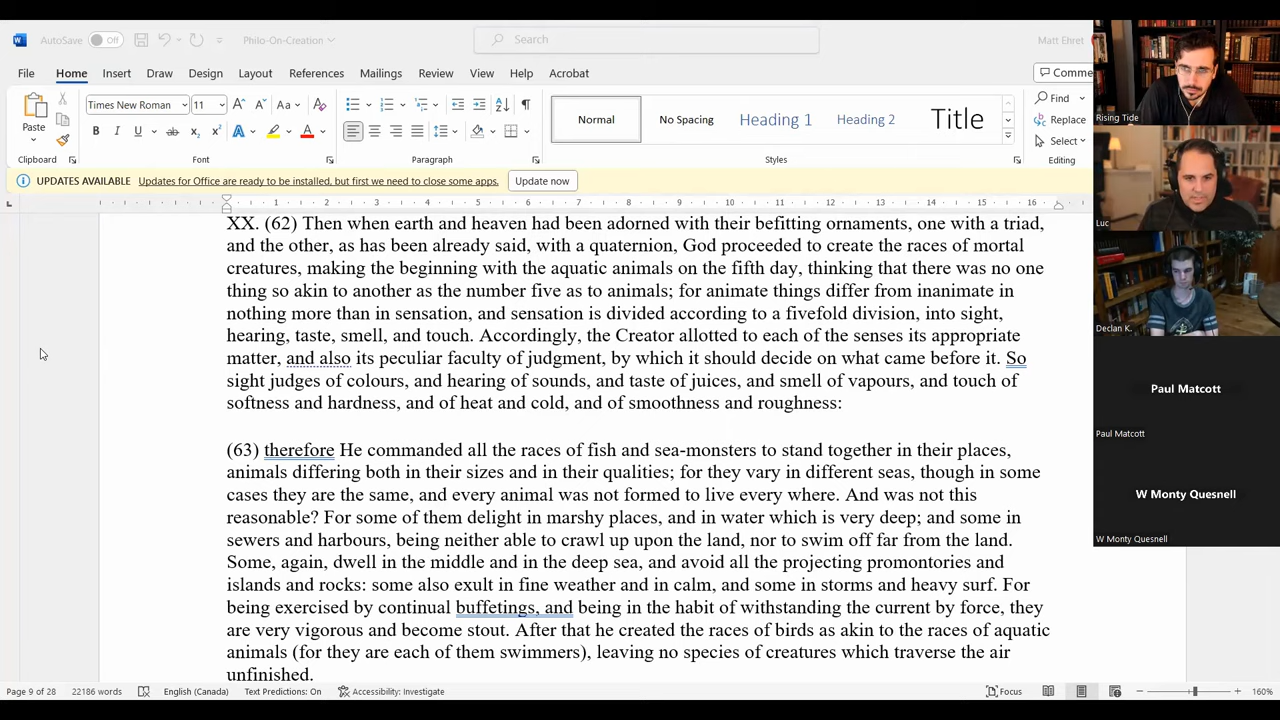 AutoSave Off Philo-On-Creation Search Matt Ehret
File Home Insert Draw Design Layout References Mailings Review View Help Acrobat Comme
Paste Times New Roman 11 A A Aa A Normal No Spacing Heading 1 Heading 2 Title Find
B I U ab x2 x2 A A Replace
Select
Clipboard Font Paragraph Styles Editing
UPDATES AVAILABLE Updates for Office are ready to be installed, but first we need to close some apps. Update now
1 2 3 4 5 6 7 8 9 10 11 12 13 14 15 16
XX. (62) Then when earth and heaven had been adorned with their befitting ornaments, one with a triad,
and the other, as has been already said, with a quaternion, God proceeded to create the races of mortal
creatures, making the beginning with the aquatic animals on the fifth day, thinking that there was no one
thing so akin to another as the number five as to animals; for animate things differ from inanimate in
nothing more than in sensation, and sensation is divided according to a fivefold division, into sight,
hearing, taste, smell, and touch. Accordingly, the Creator allotted to each of the senses its appropriate
matter, and also its peculiar faculty of judgment, by which it should decide on what came before it. So
sight judges of colours, and hearing of sounds, and taste of juices, and smell of vapours, and touch of
softness and hardness, and of heat and cold, and of smoothness and roughness:
(63) therefore He commanded all the races of fish and sea-monsters to stand together in their places,
animals differing both in their sizes and in their qualities; for they vary in different seas, though in some
cases they are the same, and every animal was not formed to live every where. And was not this
reasonable? For some of them delight in marshy places, and in water which is very deep; and some in
sewers and harbours, being neither able to crawl up upon the land, nor to swim off far from the land.
Some, again, dwell in the middle and in the deep sea, and avoid all the projecting promontories and
islands and rocks: some also exult in fine weather and in calm, and some in storms and heavy surf. For
being exercised by continual buffetings, and being in the habit of withstanding the current by force, they
are very vigorous and become stout. After that he created the races of birds as akin to the races of aquatic
animals (for they are each of them swimmers), leaving no species of creatures which traverse the air
unfinished.
Page 9 of 28 22186 words English (Canada) Text Predictions: On Accessibility: Investigate Focus 160%
Rising Tide
Luc
Declan K.
Paul Matcott
Paul Matcott
W Monty Quesnell
W Monty Quesnell